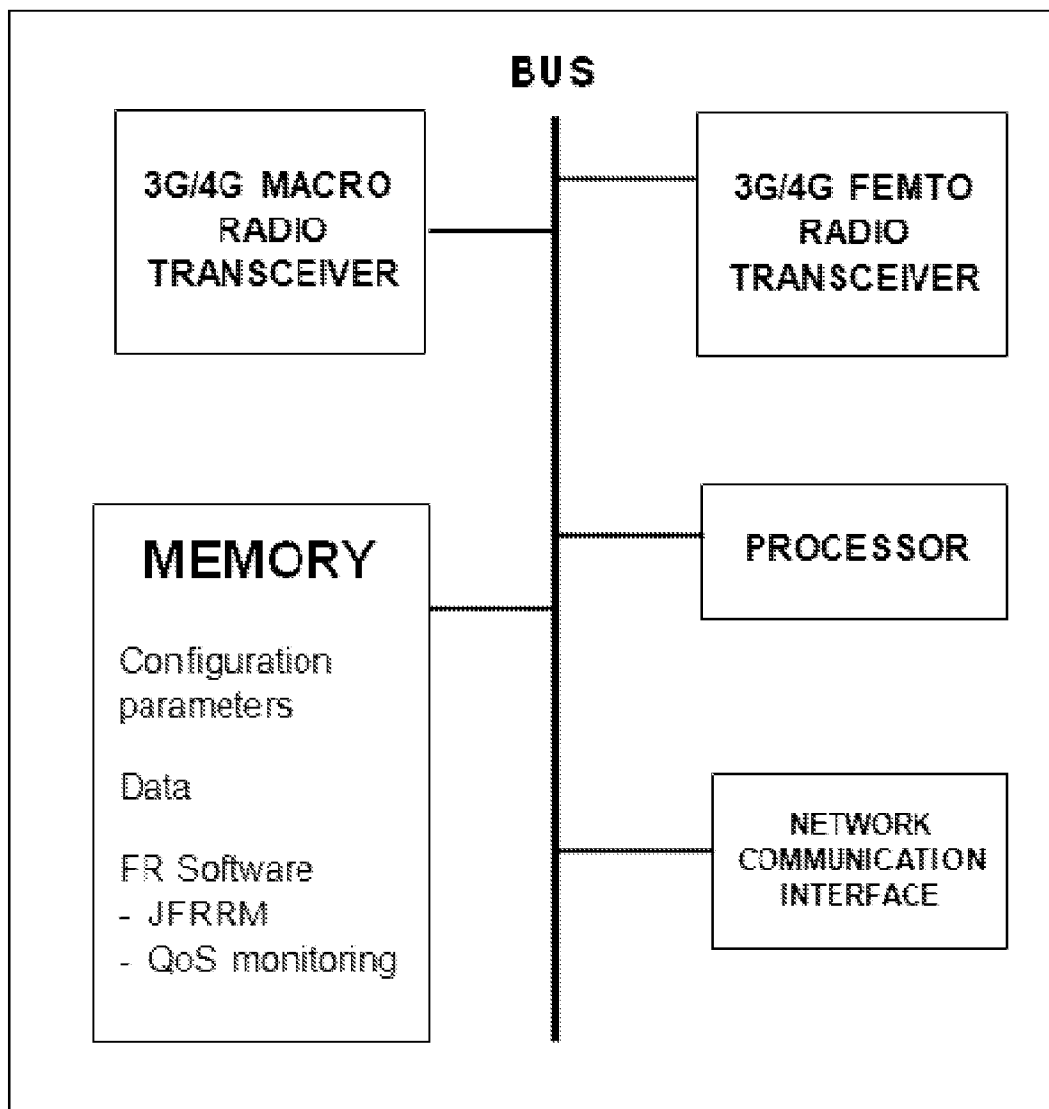 BUS
3G/4G MACRO
RADIO
TRANSCEIVER
3G/4G FEMTO
RADIO
TRANSCEIVER
MEMORY
Configuration
parameters
Data
FR Software
- JFRRM
- QoS monitoring
PROCESSOR
NETWORK
COMMUNICATION
INTERFACE